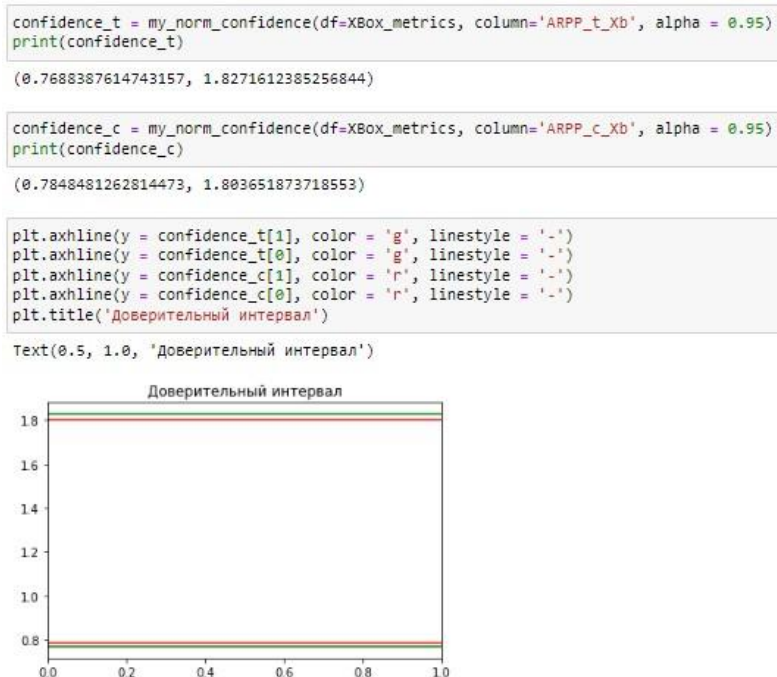 confidence_t = my_norm_confidence(df=XBox_metrics, column='ARPP_t_Xb', alpha = 0.95)
print(confidence_t)
(0.7688387614743157, 1.8271612385256844)
confidence_c = my_norm_confidence(df=XBox_metrics, column='ARPP_c_Xb', alpha = 0.95)
print(confidence_c)
(0.7848481262814473, 1.803651873718553)
plt.axhline(y = confidence_t[1], color = 'g', linestyle = '-')
plt.axhline(y = confidence_t[0], color = 'g', linestyle = '-')
plt.axhline(y = confidence_c[1], color = 'r', linestyle = '-')
plt.axhline(y = confidence_c[0], color = 'r', linestyle = '-')
plt.title('Доверительный интервал')
Text(0.5, 1.0, 'Доверительный интервал')
Доверительный интервал
1.8
1.6
1.4
1.2
1.0
0.8
0.0 0.2 0.4 0.6 0.8 1.0